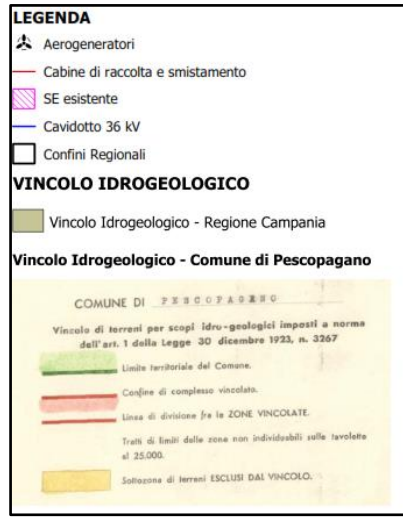 LEGENDA
Aerogeneratori
Cabine di raccolta e smistamento
SE esistente
Cavidotto 36 kV
Confini Regionali
VINCOLO IDROGEOLOGICO
Vincolo Idrogeologico - Regione Campania
Vincolo Idrogeologico - Comune di Pescopagano
COMUNE DI PESCOPAGANO
Vincolo di terreni per scopi idro-geologici imposti a norma
dell'art. 1 della Legge 30 dicembre 1923, n. 3267
Limite territoriale del Comune.
Confine di complesso vincolato.
Linea di divisione fra le ZONE VINCOLATE.
Tratti di limiti delle zone non individuabili sulle tavolette
al 25.000.
Sottozona di terreni ESCLUSI DAL VINCOLO.